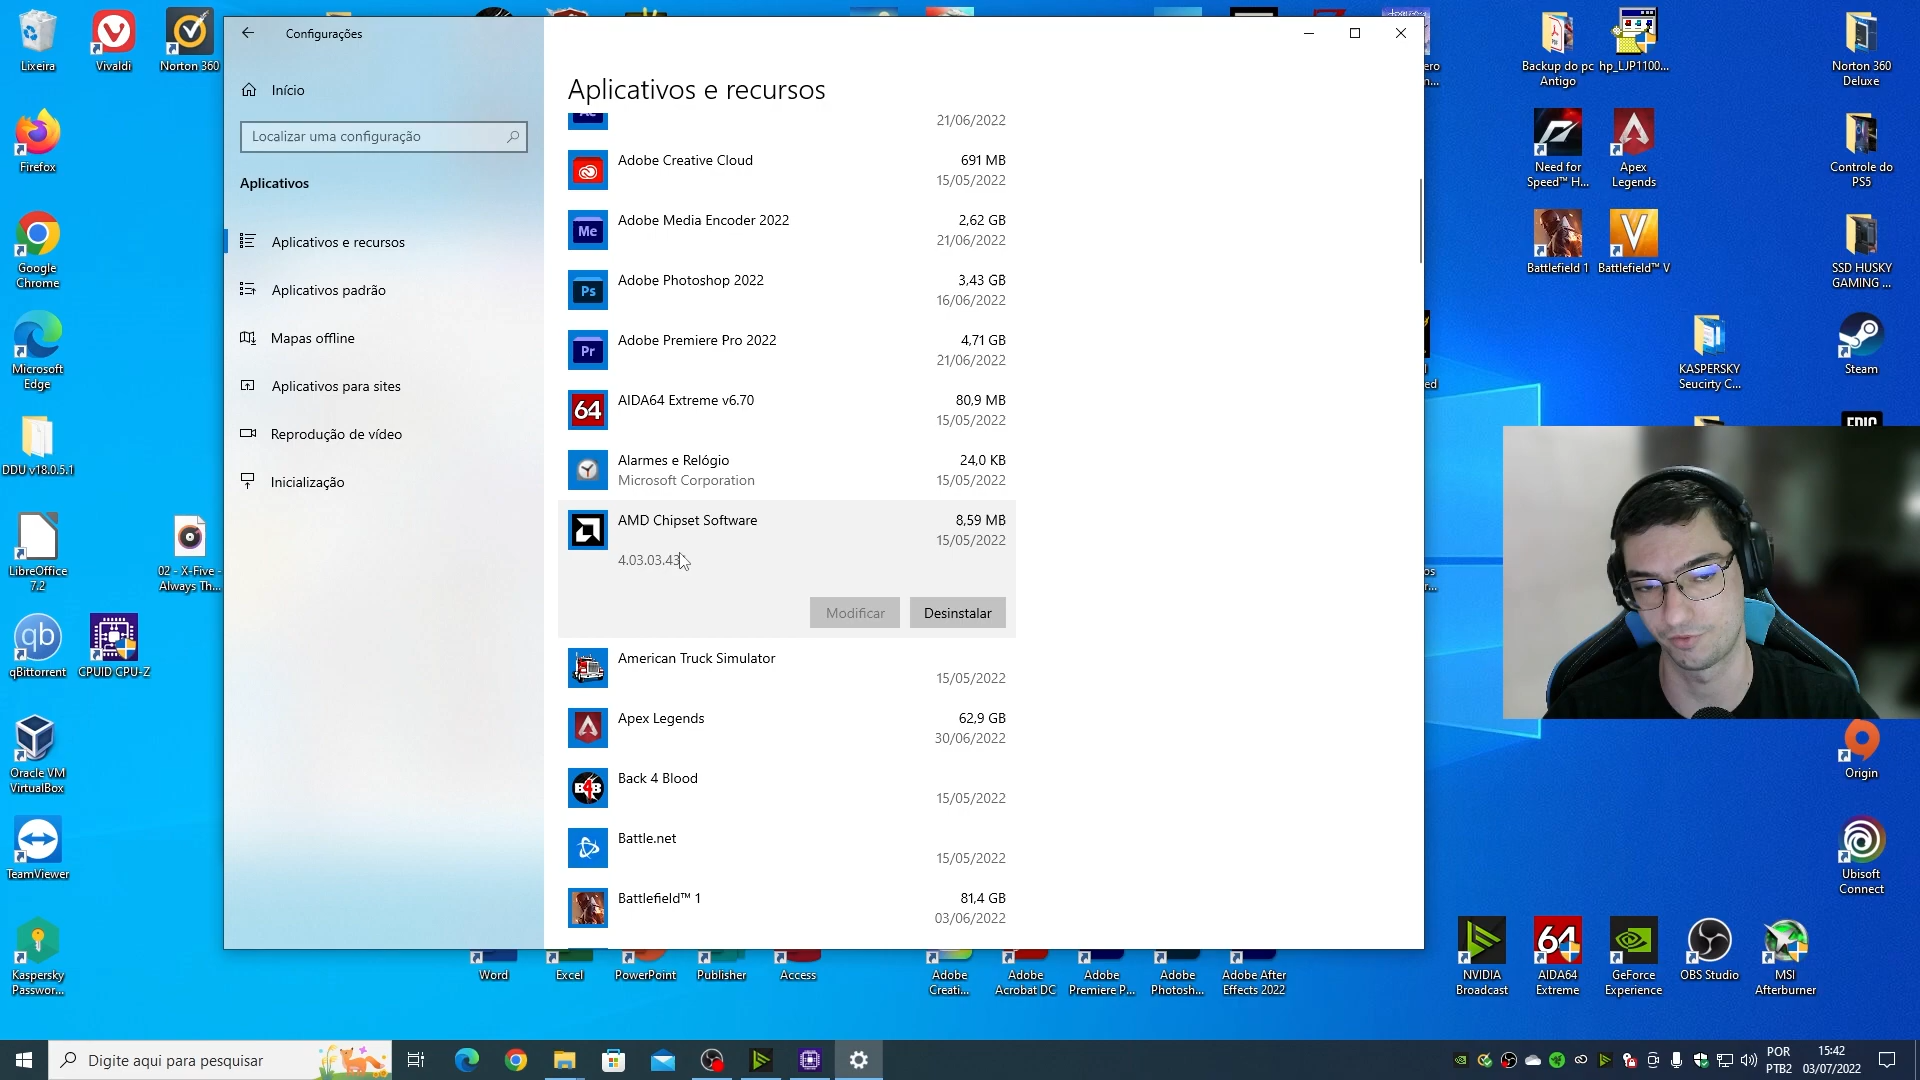 Lixeira
Vivaldi
Norton 360
Firefox
Google
Chrome
Microsoft
Edge
DDU v18.0.5.1
LibreOffice
7.2
02 - X-Five -
Always Th...
qBittorrent
CPUID CPU-Z
Oracle VM
VirtualBox
TeamViewer
Kaspersky
Passwor...
Configurações
Início
Localizar uma configuração
Aplicativos
Aplicativos e recursos
Aplicativos padrão
Mapas offline
Aplicativos para sites
Reprodução de vídeo
Inicialização
Aplicativos e recursos
21/06/2022
Adobe Creative Cloud
691 MB
15/05/2022
Me
Adobe Media Encoder 2022
2,62 GB
21/06/2022
Ps
Adobe Photoshop 2022
3,43 GB
16/06/2022
Pr
Adobe Premiere Pro 2022
4,71 GB
21/06/2022
64
AIDA64 Extreme v6.70
80,9 MB
15/05/2022
Alarmes e Relógio
24,0 KB
Microsoft Corporation
15/05/2022
AMD Chipset Software
8,59 MB
15/05/2022
4.03.03.43
Modificar
Desinstalar
American Truck Simulator
15/05/2022
Apex Legends
62,9 GB
30/06/2022
B4B
Back 4 Blood
15/05/2022
Battle.net
15/05/2022
Battlefield™ 1
81,4 GB
03/06/2022
Backup do pc
Antigo
hp_LJP1100...
Norton 360
Deluxe
Need for
Speed™ H...
Apex
Legends
Controle do
PS5
Battlefield 1
Battlefield™ V
SSD HUSKY
GAMING ...
KASPERSKY
Seucirty C...
Steam
EPIC
Origin
Ubisoft
Connect
Word
Excel
PowerPoint
Publisher
Access
Adobe
Creati...
Adobe
Acrobat DC
Adobe
Premiere P...
Adobe
Photosh...
Adobe After
Effects 2022
NVIDIA
Broadcast
64
AIDA64
Extreme
GeForce
Experience
OBS Studio
MSI
Afterburner
Digite aqui para pesquisar
POR
PTB2
15:42
03/07/2022